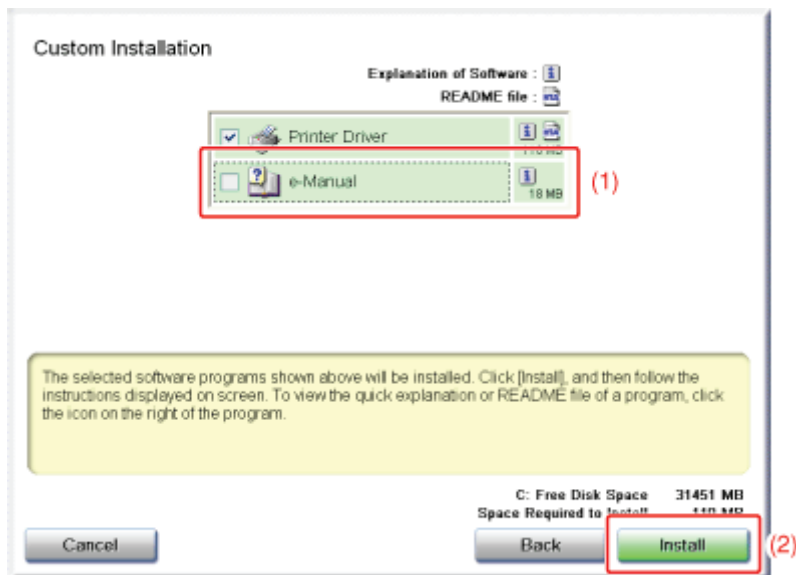 Custom Installation
Explanation of Software :
README file :
Printer Driver
e-Manual
18 MB
(1)
The selected software programs shown above will be installed. Click [Install], and then follow the
instructions displayed on screen. To view the quick explanation or README file of a program, click
the icon on the right of the program.
C: Free Disk Space 31451 MB
Space Required to Install
Cancel
Back
Install
(2)